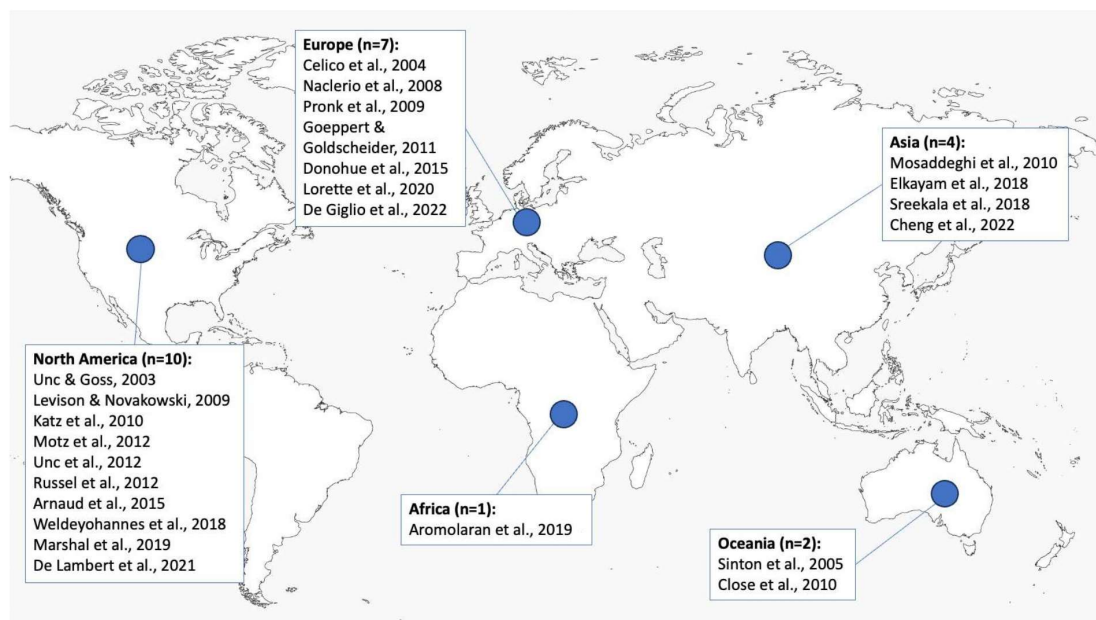 Europe (n=7):
Celico et al., 2004
Naclerio et al., 2008
Pronk et al., 2009
Goeppert &
Goldscheider, 2011
Donohue et al., 2015
Lorette et al., 2020
De Giglio et al., 2022
Asia (n=4):
Mosaddeghi et al., 2010
Elkayam et al., 2018
Sreekala et al., 2018
Cheng et al., 2022
North America (n=10):
Unc & Goss, 2003
Levison & Novakowski, 2009
Katz et al., 2010
Motz et al., 2012
Unc et al., 2012
Russel et al., 2012
Arnaud et al., 2015
Weldeyohannes et al., 2018
Marshal et al., 2019
De Lambert et al., 2021
Africa (n=1):
Aromolaran et al., 2019
Oceania (n=2):
Sinton et al., 2005
Close et al., 2010